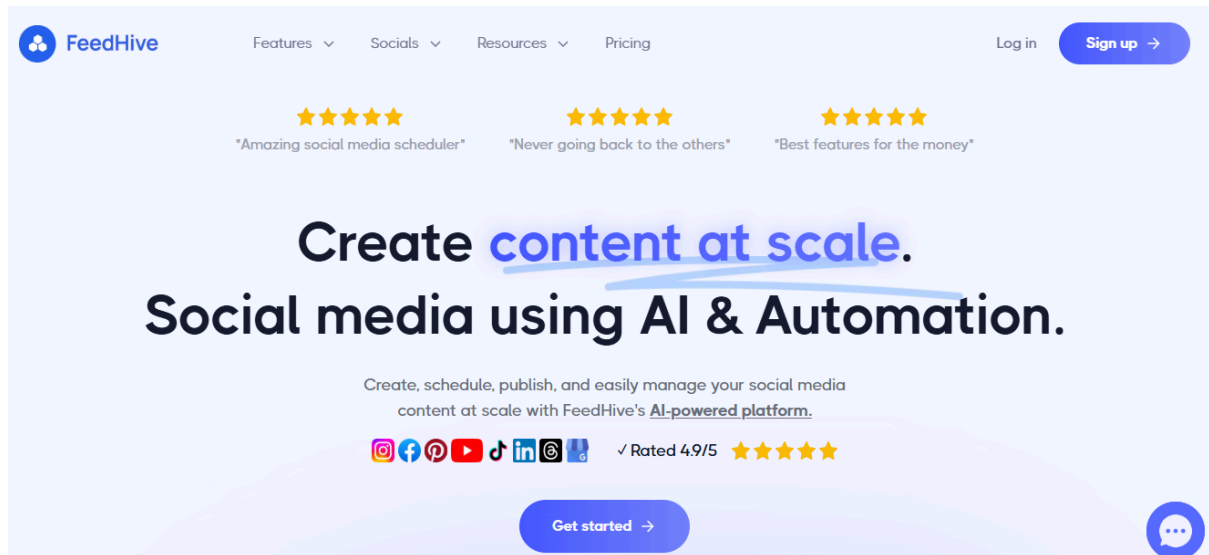 FeedHive
Features Socials Resources Pricing
Log in
Sign up →
"Amazing social media scheduler"
"Never going back to the others"
"Best features for the money"
Create content at scale.
Social media using AI & Automation.
Create, schedule, publish, and easily manage your social media
content at scale with FeedHive's AI-powered platform.
✓ Rated 4.9/5
Get started →